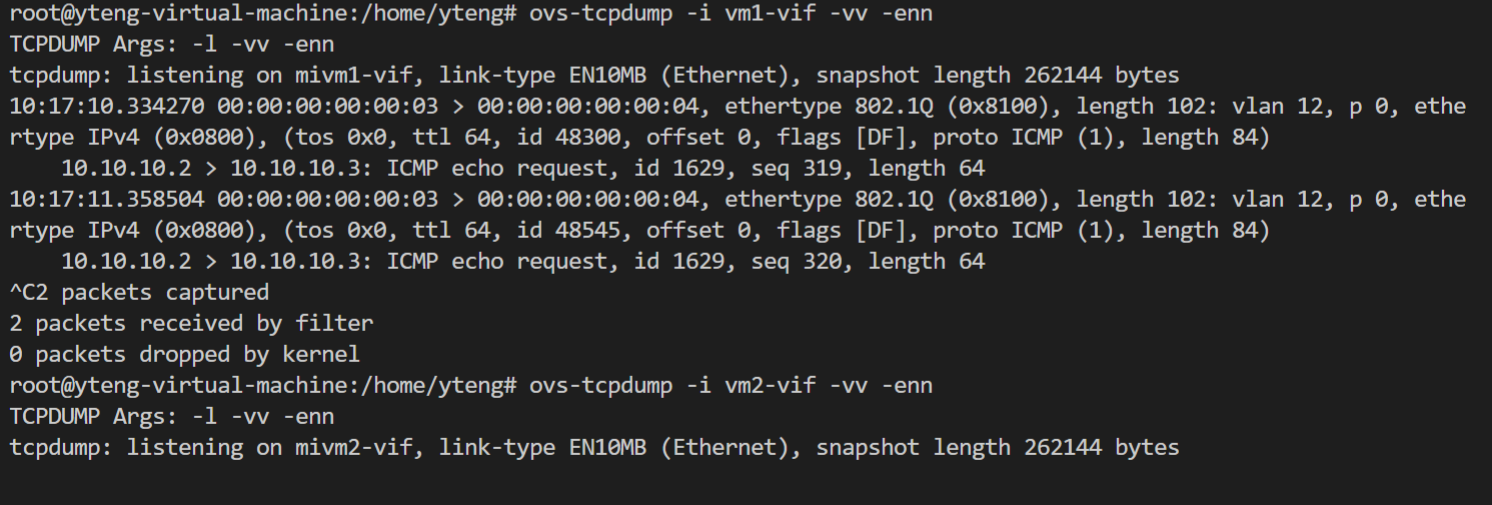 root@yteng-virtual-machine:/home/yteng# ovs-tcpdump -i vm1-vif -vv -enn
TCPDUMP Args: -l -vv -enn
tcpdump: listening on mivm1-vif, link-type EN10MB (Ethernet), snapshot length 262144 bytes
10:17:10.334270 00:00:00:00:00:03 > 00:00:00:00:00:04, ethertype 802.1Q (0x8100), length 102: vlan 12, p 0, ethe
rtype IPv4 (0x0800), (tos 0x0, ttl 64, id 48300, offset 0, flags [DF], proto ICMP (1), length 84)
    10.10.10.2 > 10.10.10.3: ICMP echo request, id 1629, seq 319, length 64
10:17:11.358504 00:00:00:00:00:03 > 00:00:00:00:00:04, ethertype 802.1Q (0x8100), length 102: vlan 12, p 0, ethe
rtype IPv4 (0x0800), (tos 0x0, ttl 64, id 48545, offset 0, flags [DF], proto ICMP (1), length 84)
    10.10.10.2 > 10.10.10.3: ICMP echo request, id 1629, seq 320, length 64
^C2 packets captured
2 packets received by filter
0 packets dropped by kernel
root@yteng-virtual-machine:/home/yteng# ovs-tcpdump -i vm2-vif -vv -enn
TCPDUMP Args: -l -vv -enn
tcpdump: listening on mivm2-vif, link-type EN10MB (Ethernet), snapshot length 262144 bytes